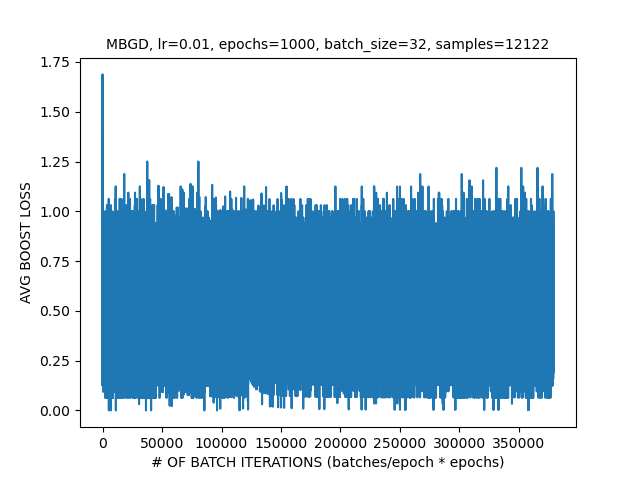 MBGD, lr=0.01, epochs=1000, batch_size=32, samples=12122
1.75
1.50
1.25
1.00
0.75
0.50
0.25
0.00
AVG BOOST LOSS
0 50000 100000 150000 200000 250000 300000 350000
# OF BATCH ITERATIONS (batches/epoch * epochs)